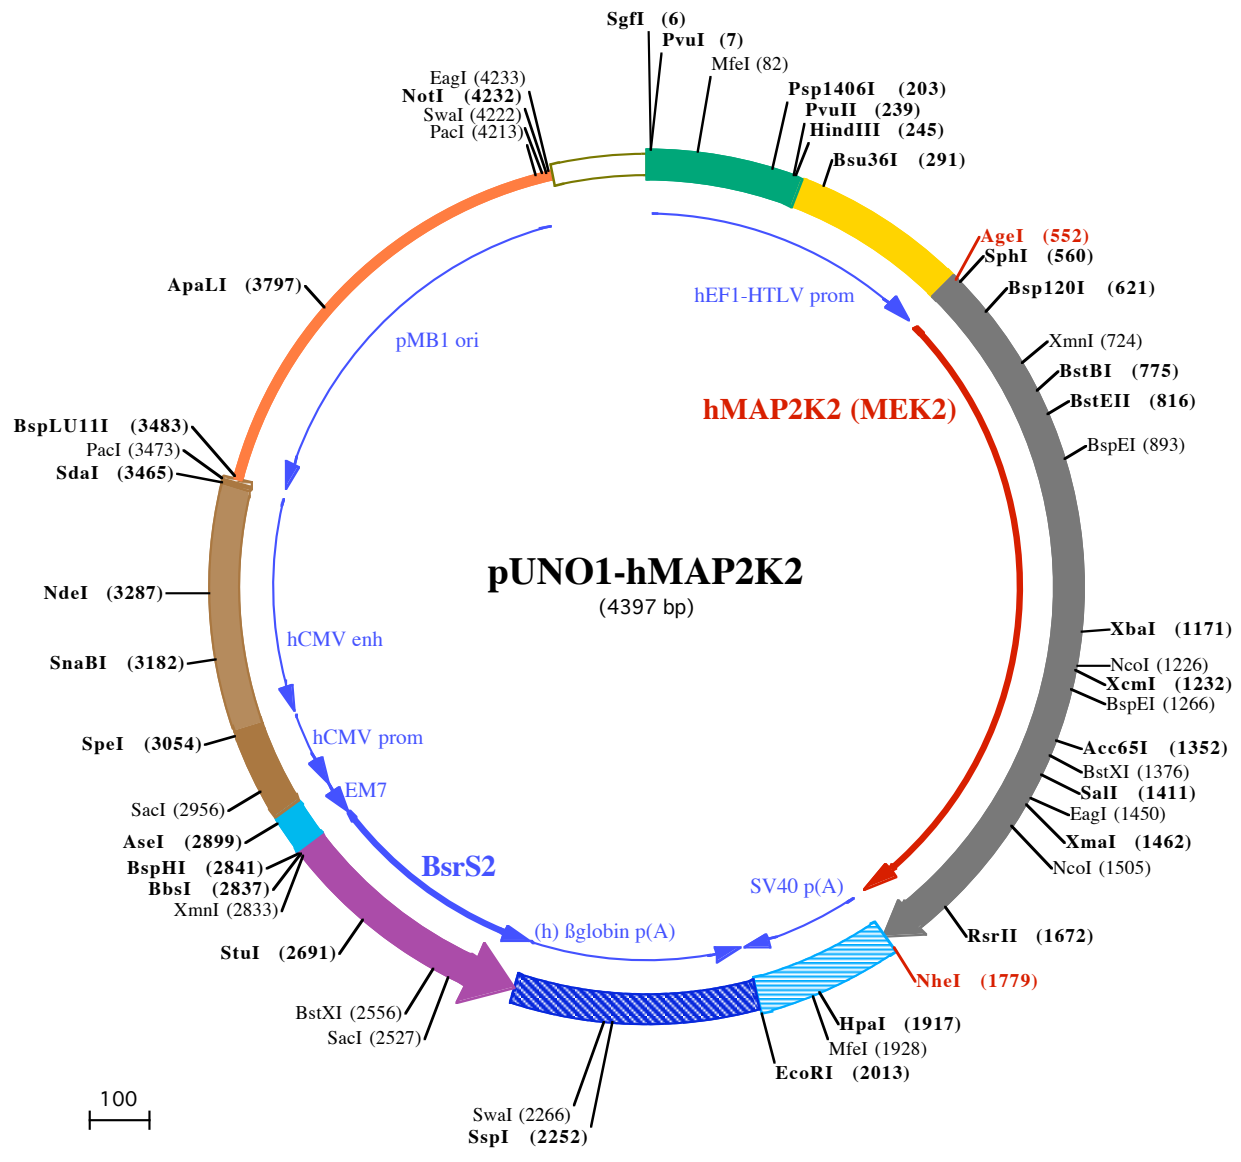 SgfI (6)
PvuI (7)
MfeI (82)
Psp1406I (203)
PvuII (239)
HindIII (245)
Bsu36I (291)
AgeI (552)
SphI (560)
Bsp120I (621)
XmnI (724)
BstBI (775)
BstEII (816)
BspEI (893)
XbaI (1171)
NcoI (1226)
XcmI (1232)
BspEI (1266)
Acc65I (1352)
BstXI (1376)
SalI (1411)
EagI (1450)
XmaI (1462)
NcoI (1505)
RsrII (1672)
NheI (1779)
HpaI (1917)
MfeI (1928)
EcoRI (2013)
SspI (2252)
SwaI (2266)
SacI (2527)
BstXI (2556)
StuI (2691)
XmnI (2833)
BbsI (2837)
BspHI (2841)
AseI (2899)
SacI (2956)
SpeI (3054)
SnaBI (3182)
NdeI (3287)
SdaI (3465)
PacI (3473)
BspLU11I (3483)
ApaLI (3797)
PacI (4213)
SwaI (4222)
NotI (4232)
EagI (4233)
hEF1-HTLV prom
hMAP2K2 (MEK2)
SV40 p(A)
(h) ßglobin p(A)
BsrS2
EM7
hCMV prom
hCMV enh
pMB1 ori
pUNO1-hMAP2K2
(4397 bp)
100